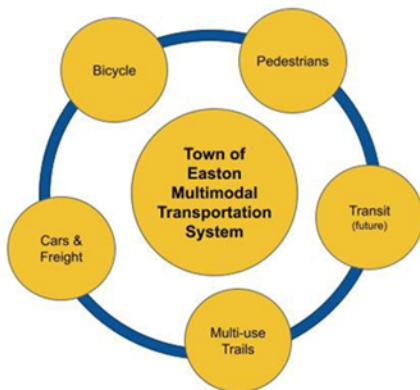 Bicycle
Pedestrians
Town of
Easton
Multimodal
Transportation
System
Transit
(future)
Cars &
Freight
Multi-use
Trails